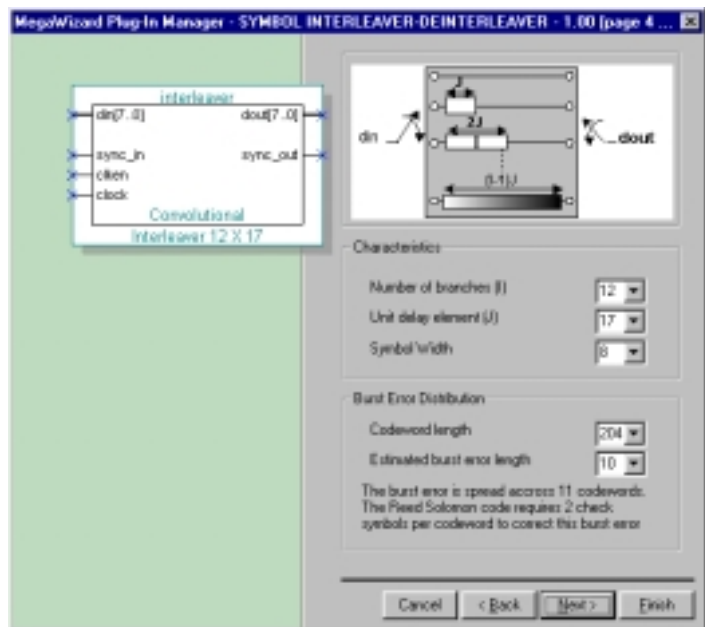 MegaWizard Plug-In Manager - SYMBOL INTERLEAVER-DEINTERLEAVER - 1.00 [page 4 ...
interleaver
din[7..0]
dout[7..0]
sync_in
sync_out
clken
clock
Convolutional
Interleaver 12 X 17
J
2J
din
dout
(I-1)J
Characteristics
Number of branches (I)
12
Unit delay element (J)
17
Symbol Width
8
Burst Error Distribution
Codeword length
204
Estimated burst error length
10
The burst error is spread accross 11 codewords.
The Reed Solomon code requires 2 check
symbols per codeword to correct this burst error
Cancel
< Back
Next >
Finish